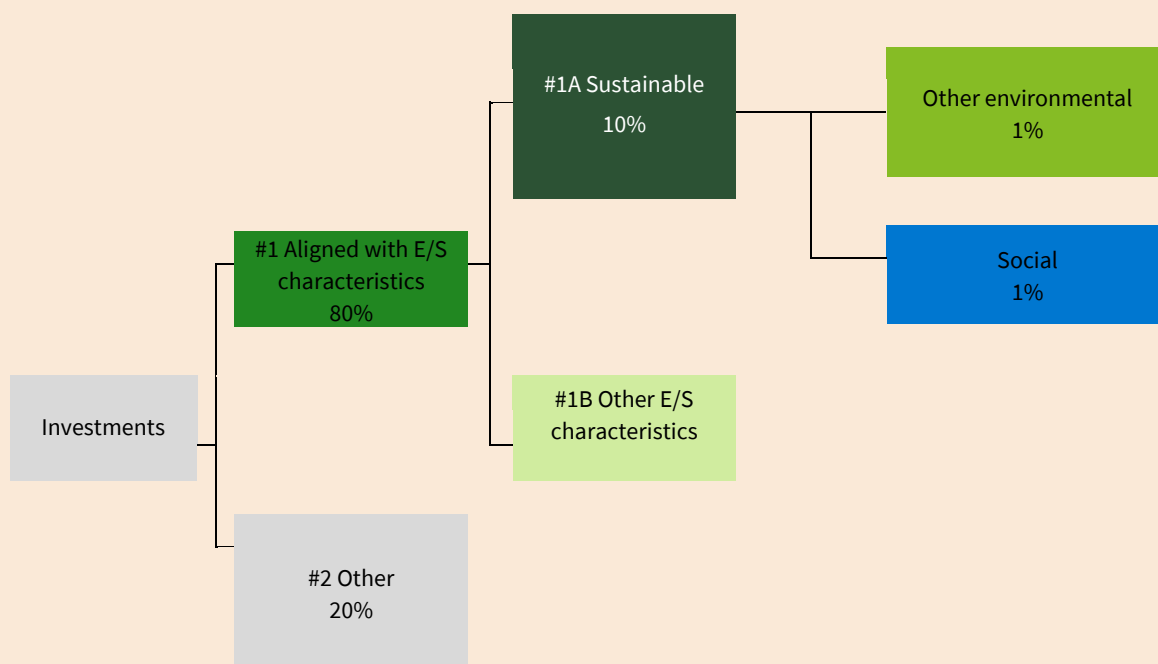 #1A Sustainable
10%
Other environmental
1%
#1 Aligned with E/S
characteristics
80%
Social
1%
Investments
#1B Other E/S
characteristics
#2 Other
20%